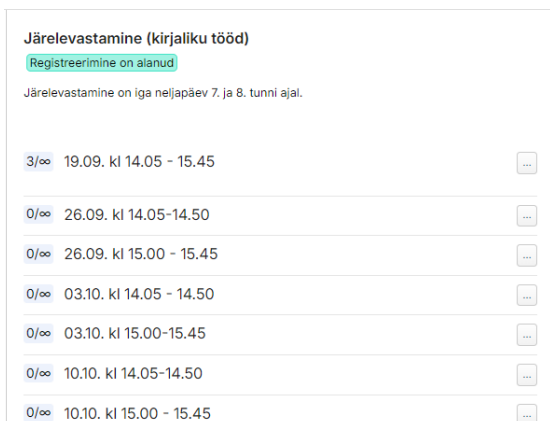 Järelevastamine (kirjaliku tööd)
Registreerimine on alanud
Järelevastamine on iga neljapäev 7. ja 8. tunni ajal.
3/∞ 19.09. kl 14.05 - 15.45 ...
0/∞ 26.09. kl 14.05-14.50 ...
0/∞ 26.09. kl 15.00 - 15.45 ...
0/∞ 03.10. kl 14.05 - 14.50 ...
0/∞ 03.10. kl 15.00-15.45 ...
0/∞ 10.10. kl 14.05-14.50 ...
0/∞ 10.10. kl 15.00 - 15.45 ...